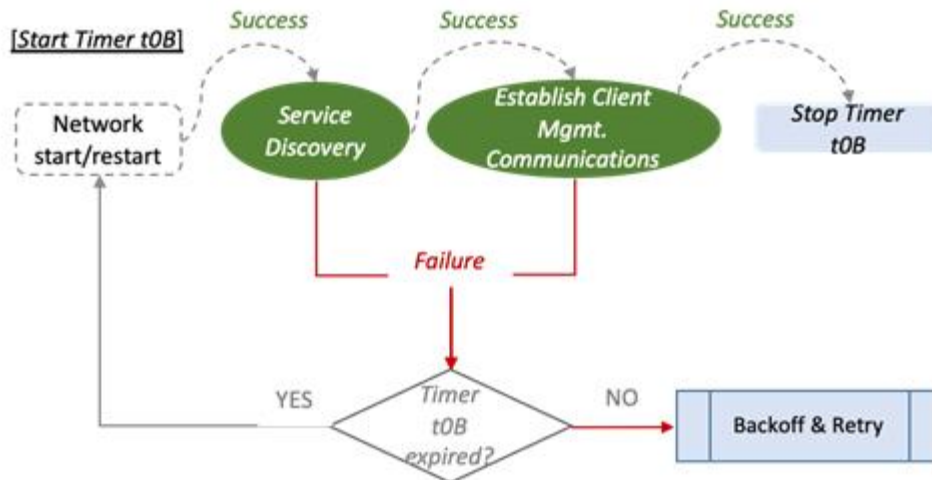 Success
Success
Success
[Start Timer t0B]
Network
start/restart
Service
Discovery
Establish Client
Mgmt.
Communications
Stop Timer
t0B
Failure
YES
Timer
t0B
expired?
NO
Backoff & Retry